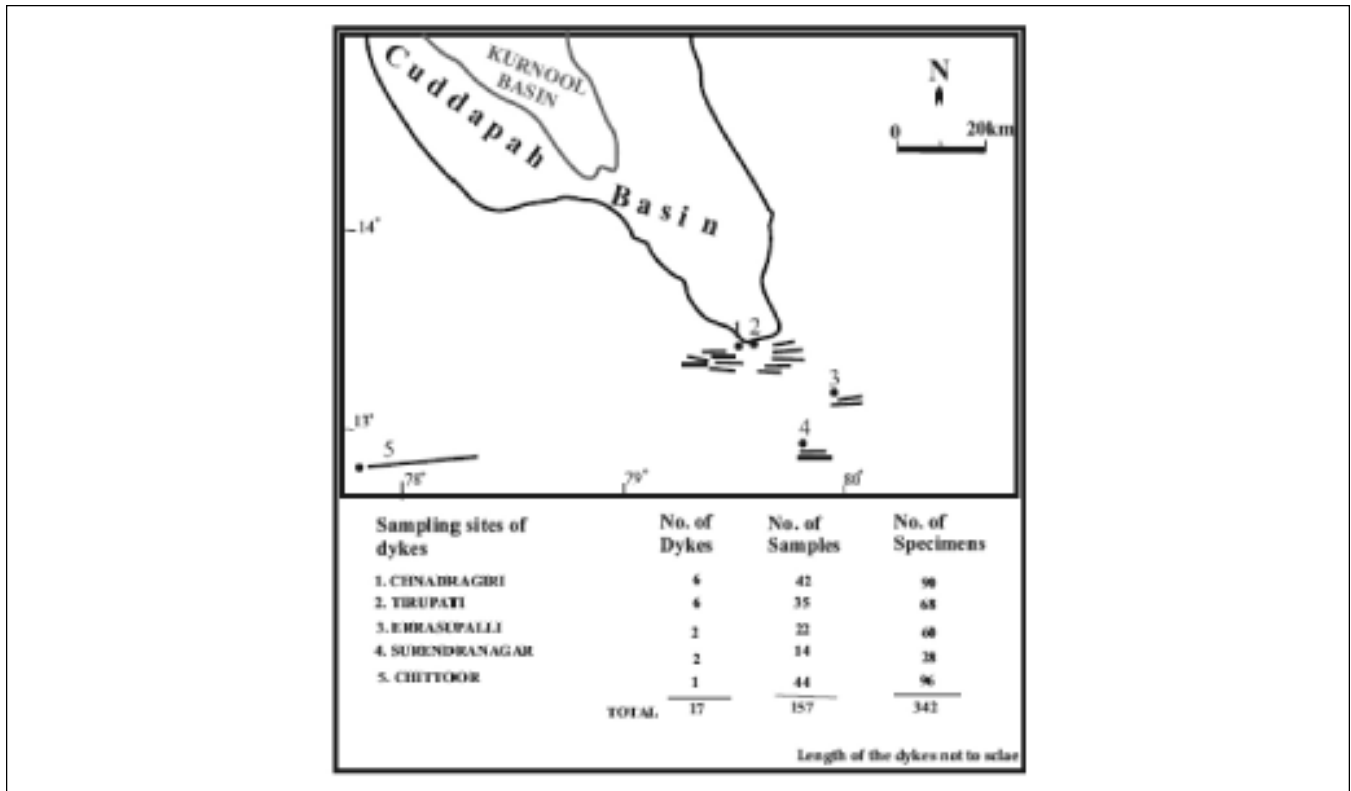 KURNOOL
BASIN
Cuddapah
Basin
N
0 20km
14°
1 2
3
13°
4
5
78° 79° 80°
Sampling sites of dykes No. of Dykes No. of Samples No. of Specimens
1. CHNADRAGIRI 6 42 90
2. TIRUPATI 6 35 68
3. ERRASUPALLI 2 22 60
4. SURENDRANAGAR 2 14 28
5. CHITTOOR 1 44 96
TOTAL 17 157 342
Length of the dykes not to sclae